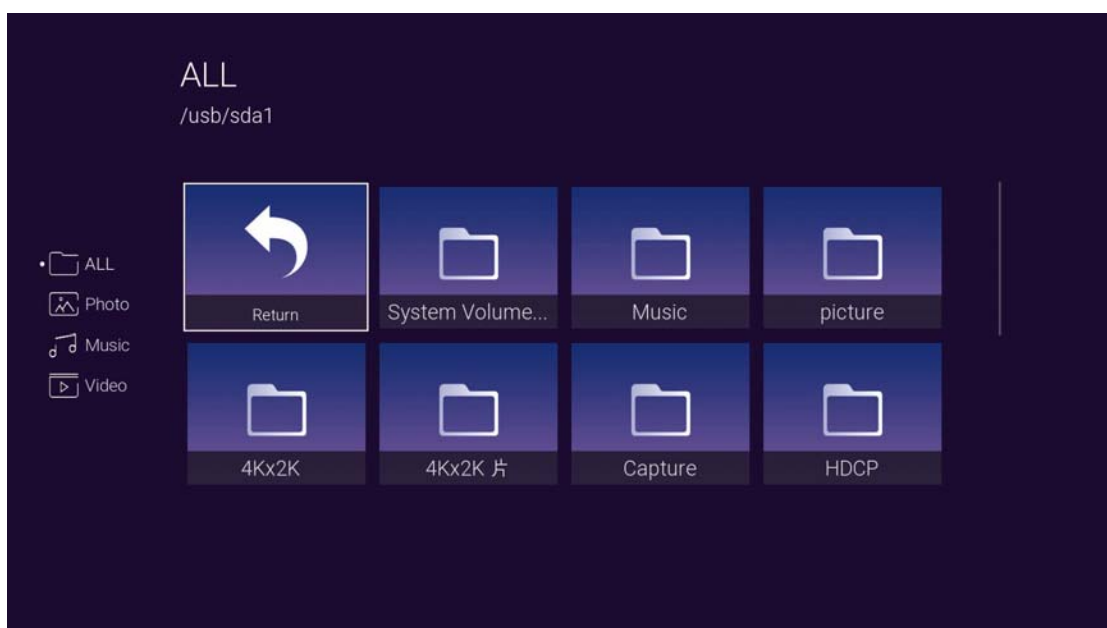 ALL
/usb/sda1
ALL
Photo
Music
Video
Return
System Volume...
Music
picture
4Kx2K
4Kx2K 片
Capture
HDCP